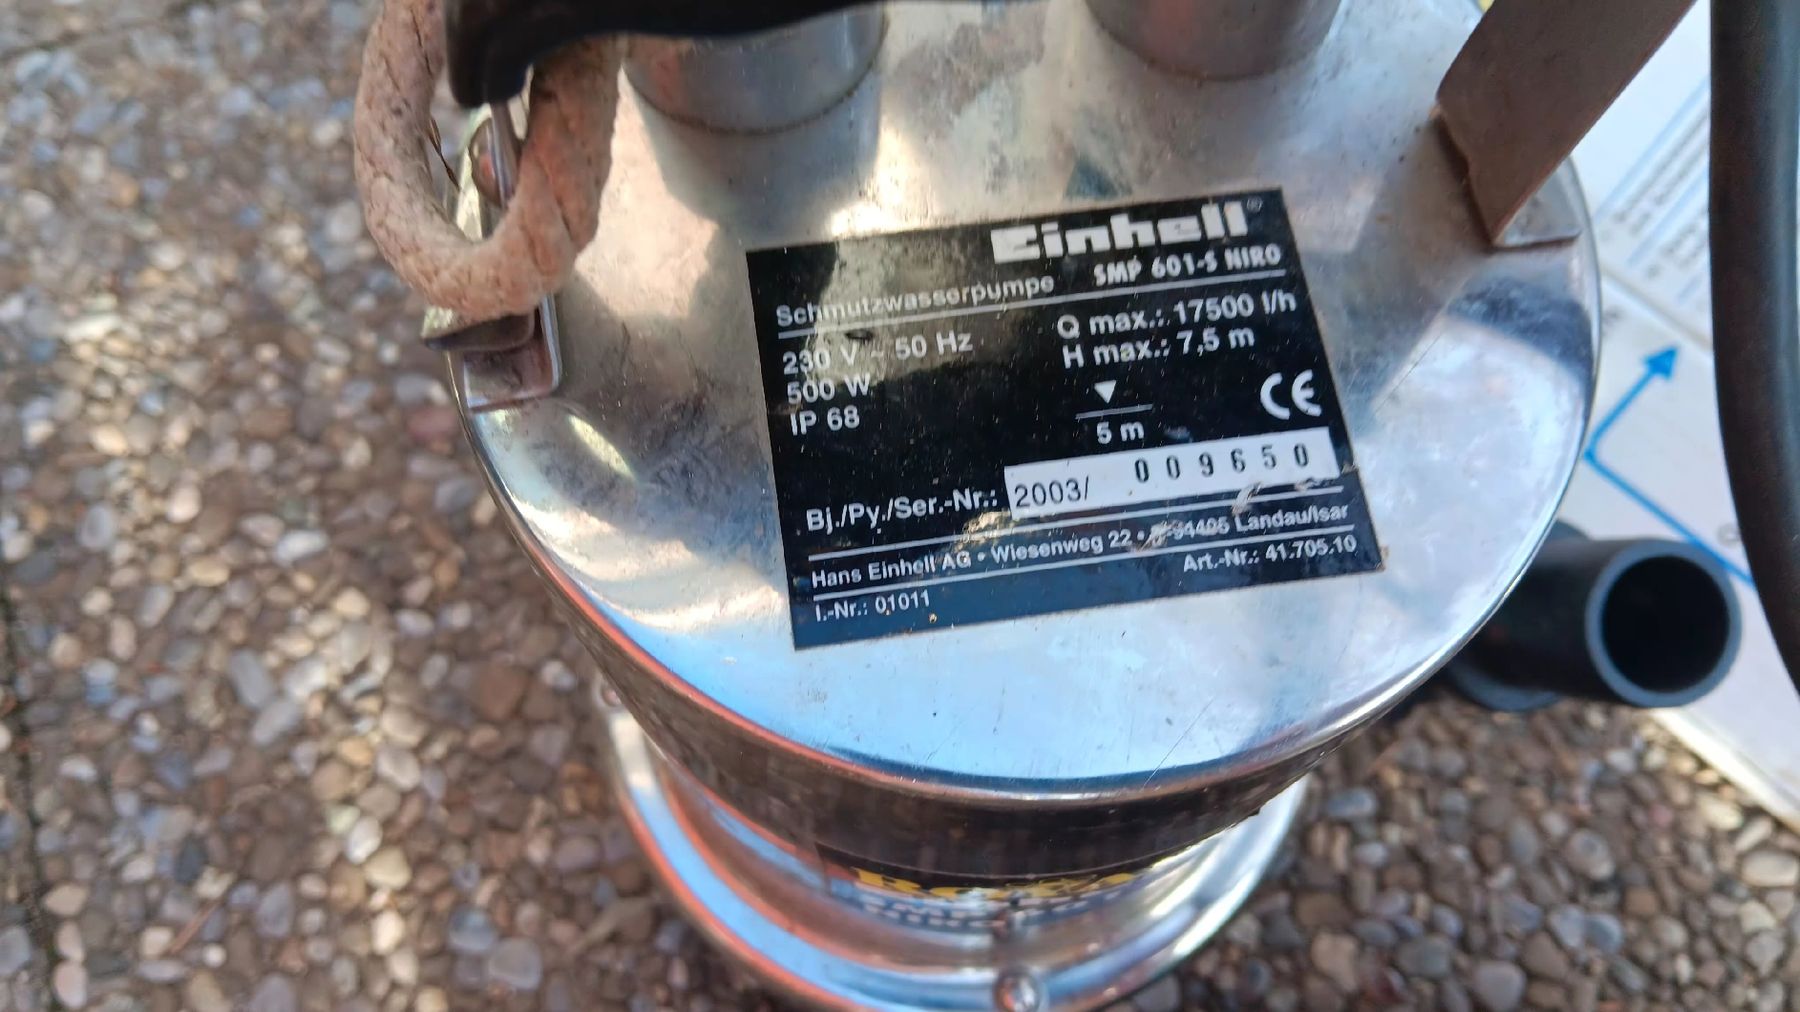 Einhell®
SMP 601-S NIRO
Schmutzwasserpumpe
230 V ~ 50 Hz
500 W
IP 68
Q max.: 17500 l/h
H max.: 7,5 m
5 m
CE
Bj./Py./Ser.-Nr.: 2003/ 009650
Hans Einhell AG • Wiesenweg 22 • D-94405 Landau/Isar
I.-Nr.: 01011
Art.-Nr.: 41.705.10